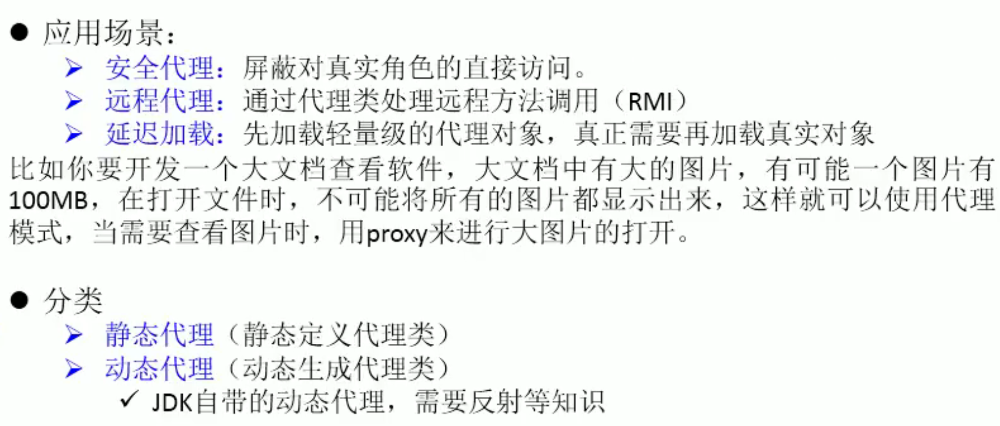 ● 应用场景：
➢ 安全代理：屏蔽对真实角色的直接访问。
➢ 远程代理：通过代理类处理远程方法调用（RMI）
➢ 延迟加载：先加载轻量级的代理对象，真正需要再加载真实对象
比如你要开发一个大文档查看软件，大文档中有大的图片，有可能一个图片有
100MB，在打开文件时，不可能将所有的图片都显示出来，这样就可以使用代理
模式，当需要查看图片时，用proxy来进行大图片的打开。
● 分类
➢ 静态代理（静态定义代理类）
➢ 动态代理（动态生成代理类）
✓ JDK自带的动态代理，需要反射等知识